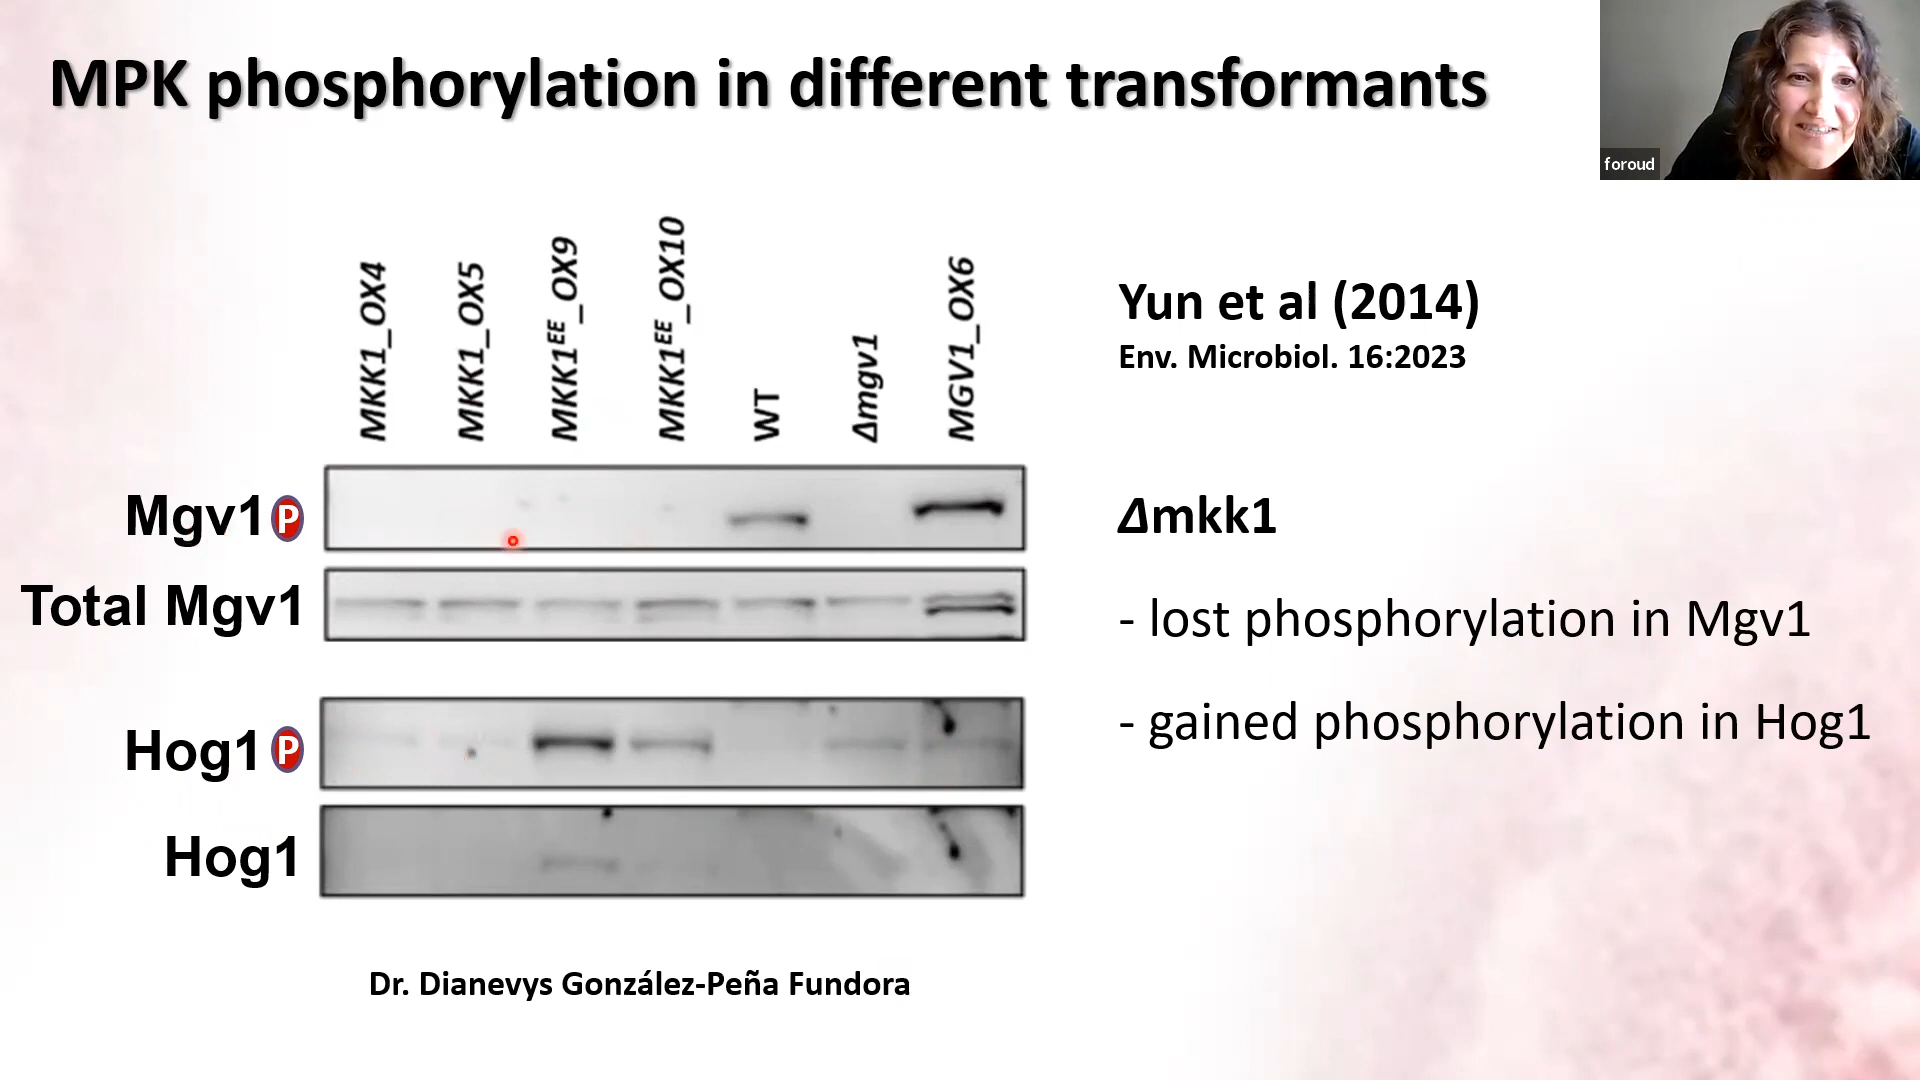 MPK phosphorylation in different transformants
foroud
MKK1_OX4
MKK1_OX5
MKK1ᴱᴱ_OX9
MKK1ᴱᴱ_OX10
WT
Δmgv1
MGV1_OX6
Mgv1 P
Total Mgv1
Hog1 P
Hog1
Dr. Dianevys González-Peña Fundora
Yun et al (2014)
Env. Microbiol. 16:2023
Δmkk1
- lost phosphorylation in Mgv1
- gained phosphorylation in Hog1